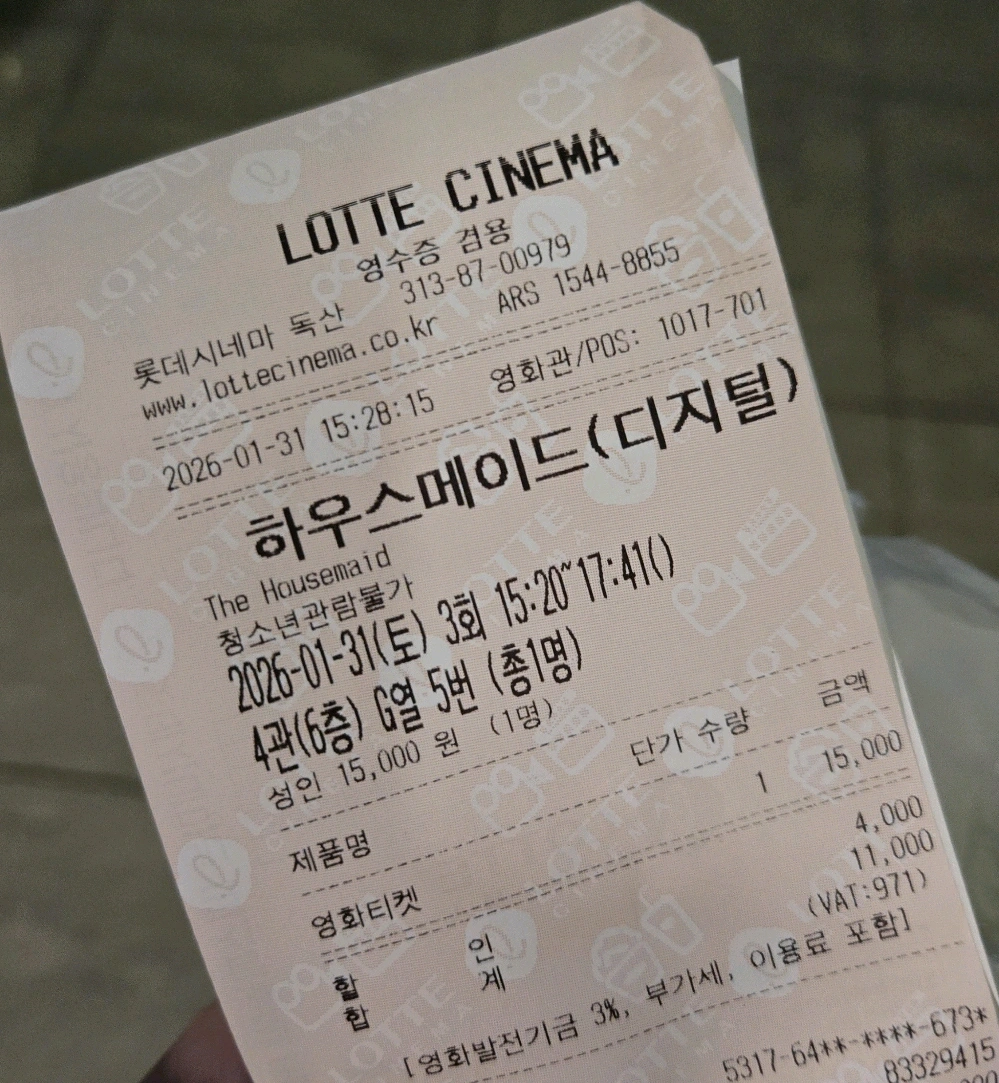 LOTTE CINEMA
영수증 겸용
313-87-00979
롯데시네마 독산 ARS 1544-8855
www.lottecinema.co.kr
2026-01-31 15:28:15 영화관/POS: 1017-701
하우스메이드(디지털)
The Housemaid
청소년관람불가
2026-01-31(토) 3회 15:20~17:41()
4관(6층) G열 5번 (총1명)
성인 15,000 원 (1명)
제품명 단가 수량 금액
영화티켓 1 15,000
할 인 4,000
합 계 11,000
(VAT:971)
[영화발전기금 3%, 부가세, 이용료 포함]
5317-64**-****-673*
83329415